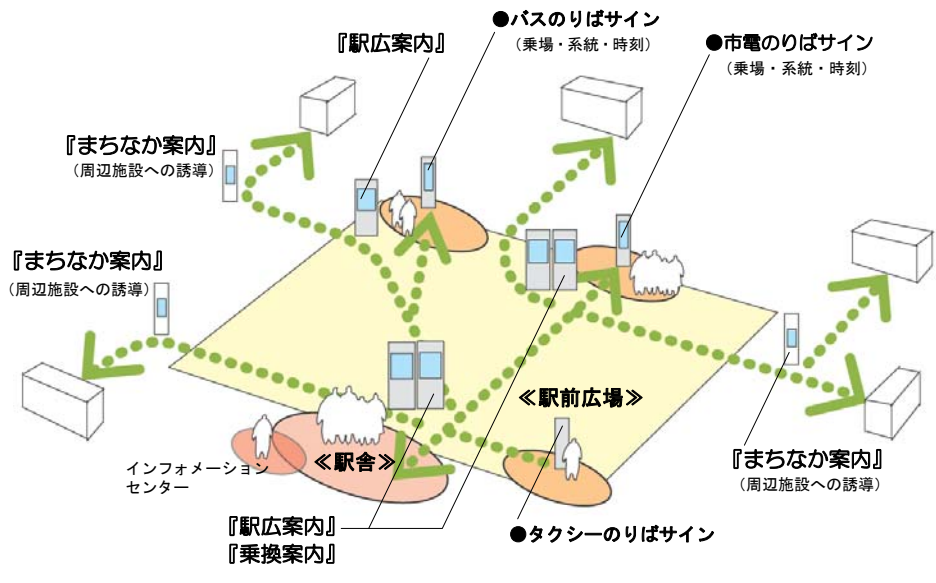 ●バスのりばサイン
（乗場・系統・時刻）
『駅広案内』
●市電のりばサイン
（乗場・系統・時刻）
『まちなか案内』
（周辺施設への誘導）
『まちなか案内』
（周辺施設への誘導）
≪駅前広場≫
≪駅舎≫
インフォメーション
センター
『まちなか案内』
（周辺施設への誘導）
『駅広案内』
『乗換案内』
●タクシーのりばサイン